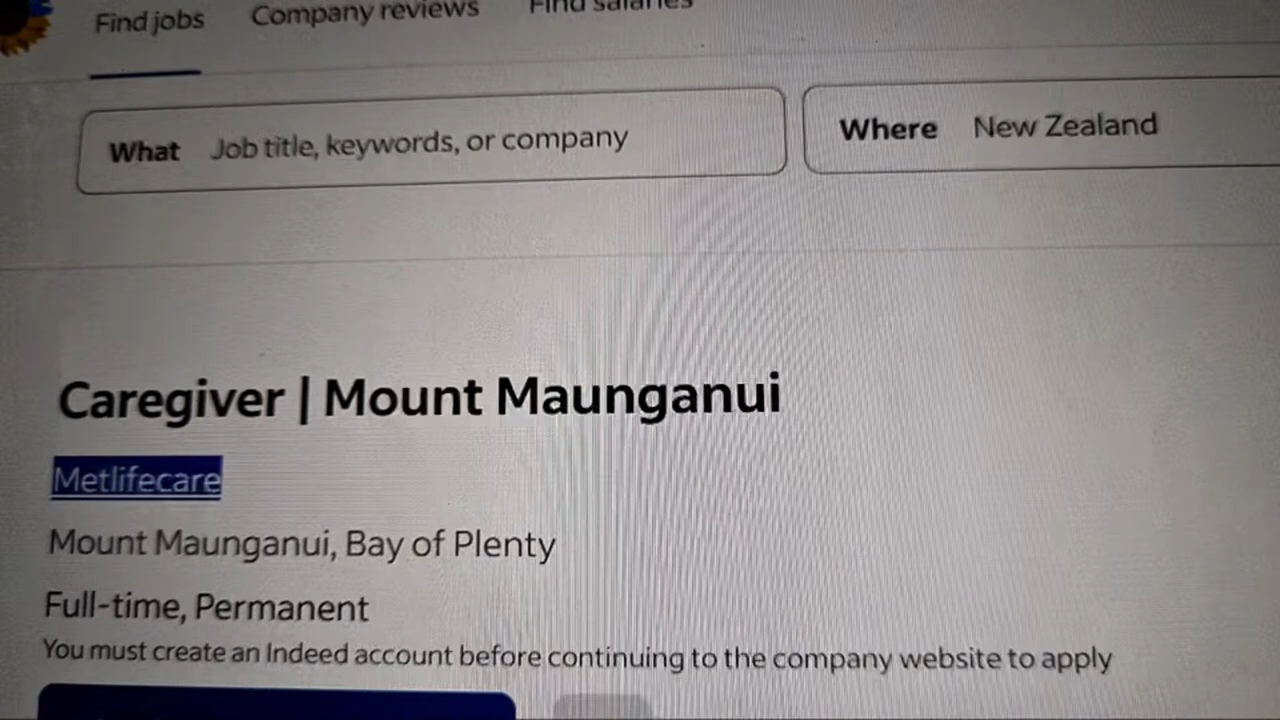 Find jobs Company reviews Find salaries
What Job title, keywords, or company Where New Zealand
Caregiver | Mount Maunganui
Metlifecare
Mount Maunganui, Bay of Plenty
Full-time, Permanent
You must create an Indeed account before continuing to the company website to apply